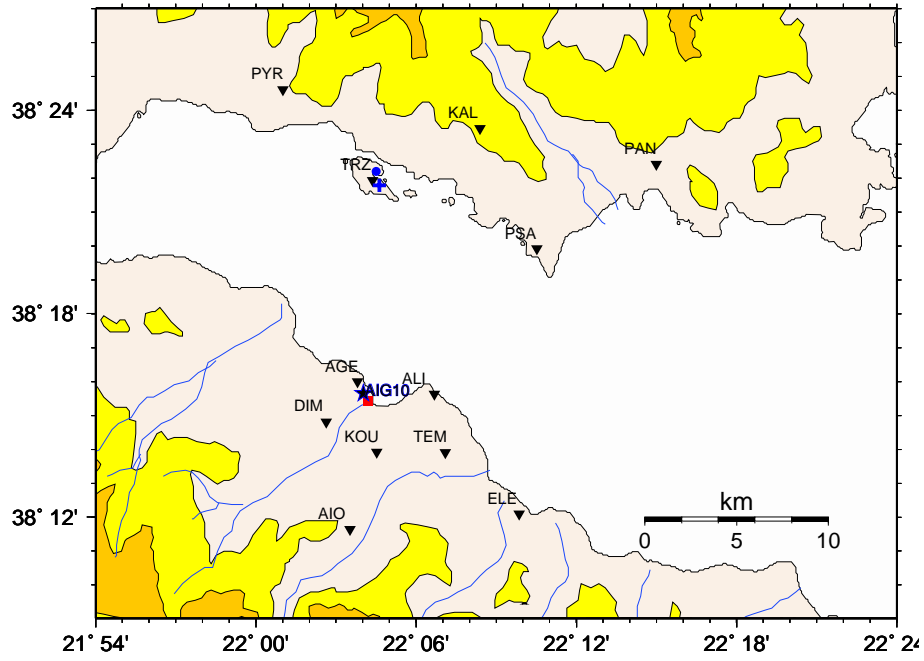 PYR
38° 24'
KAL
PAN
TRZ
PSA
38° 18'
AGE
AIG10
ALI
DIM
KOU
TEM
ELE
AIO
38° 12'
km
0
5
10
21° 54'
22° 00'
22° 06'
22° 12'
22° 18'
22° 24